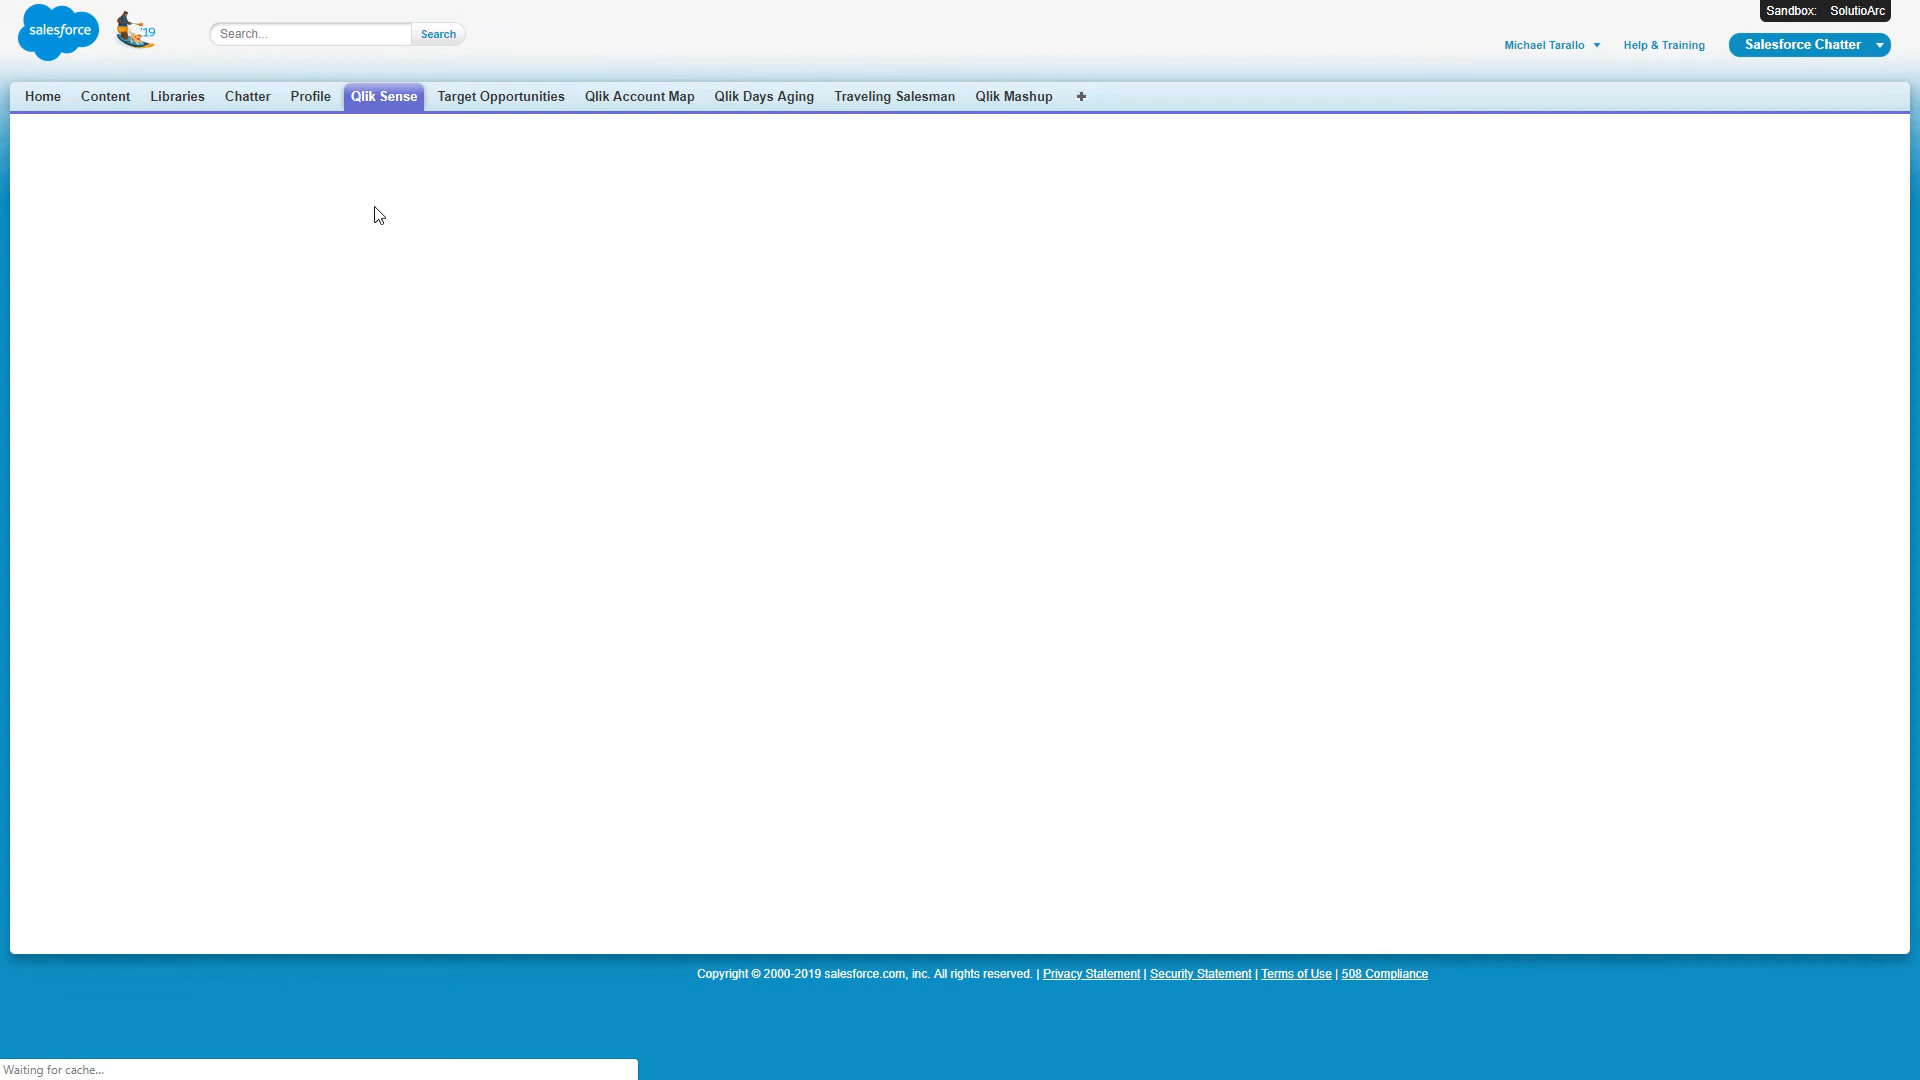 Sandbox: SolutioArc
salesforce
'19
Search...
Search
Michael Tarallo
Help & Training
Salesforce Chatter
Home
Content
Libraries
Chatter
Profile
Qlik Sense
Target Opportunities
Qlik Account Map
Qlik Days Aging
Traveling Salesman
Qlik Mashup
Copyright © 2000-2019 salesforce.com, inc. All rights reserved. | Privacy Statement | Security Statement | Terms of Use | 508 Compliance
Waiting for cache...